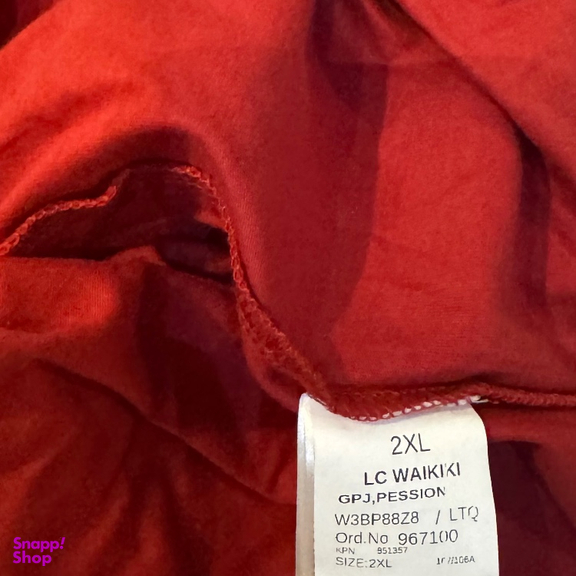 2XL
LC WAIKIKI
GPJ,PESSION
W3BP88Z8 / LTQ
Ord.No 967100
KPN 951357
SIZE:2XL
Snapp!
Shop